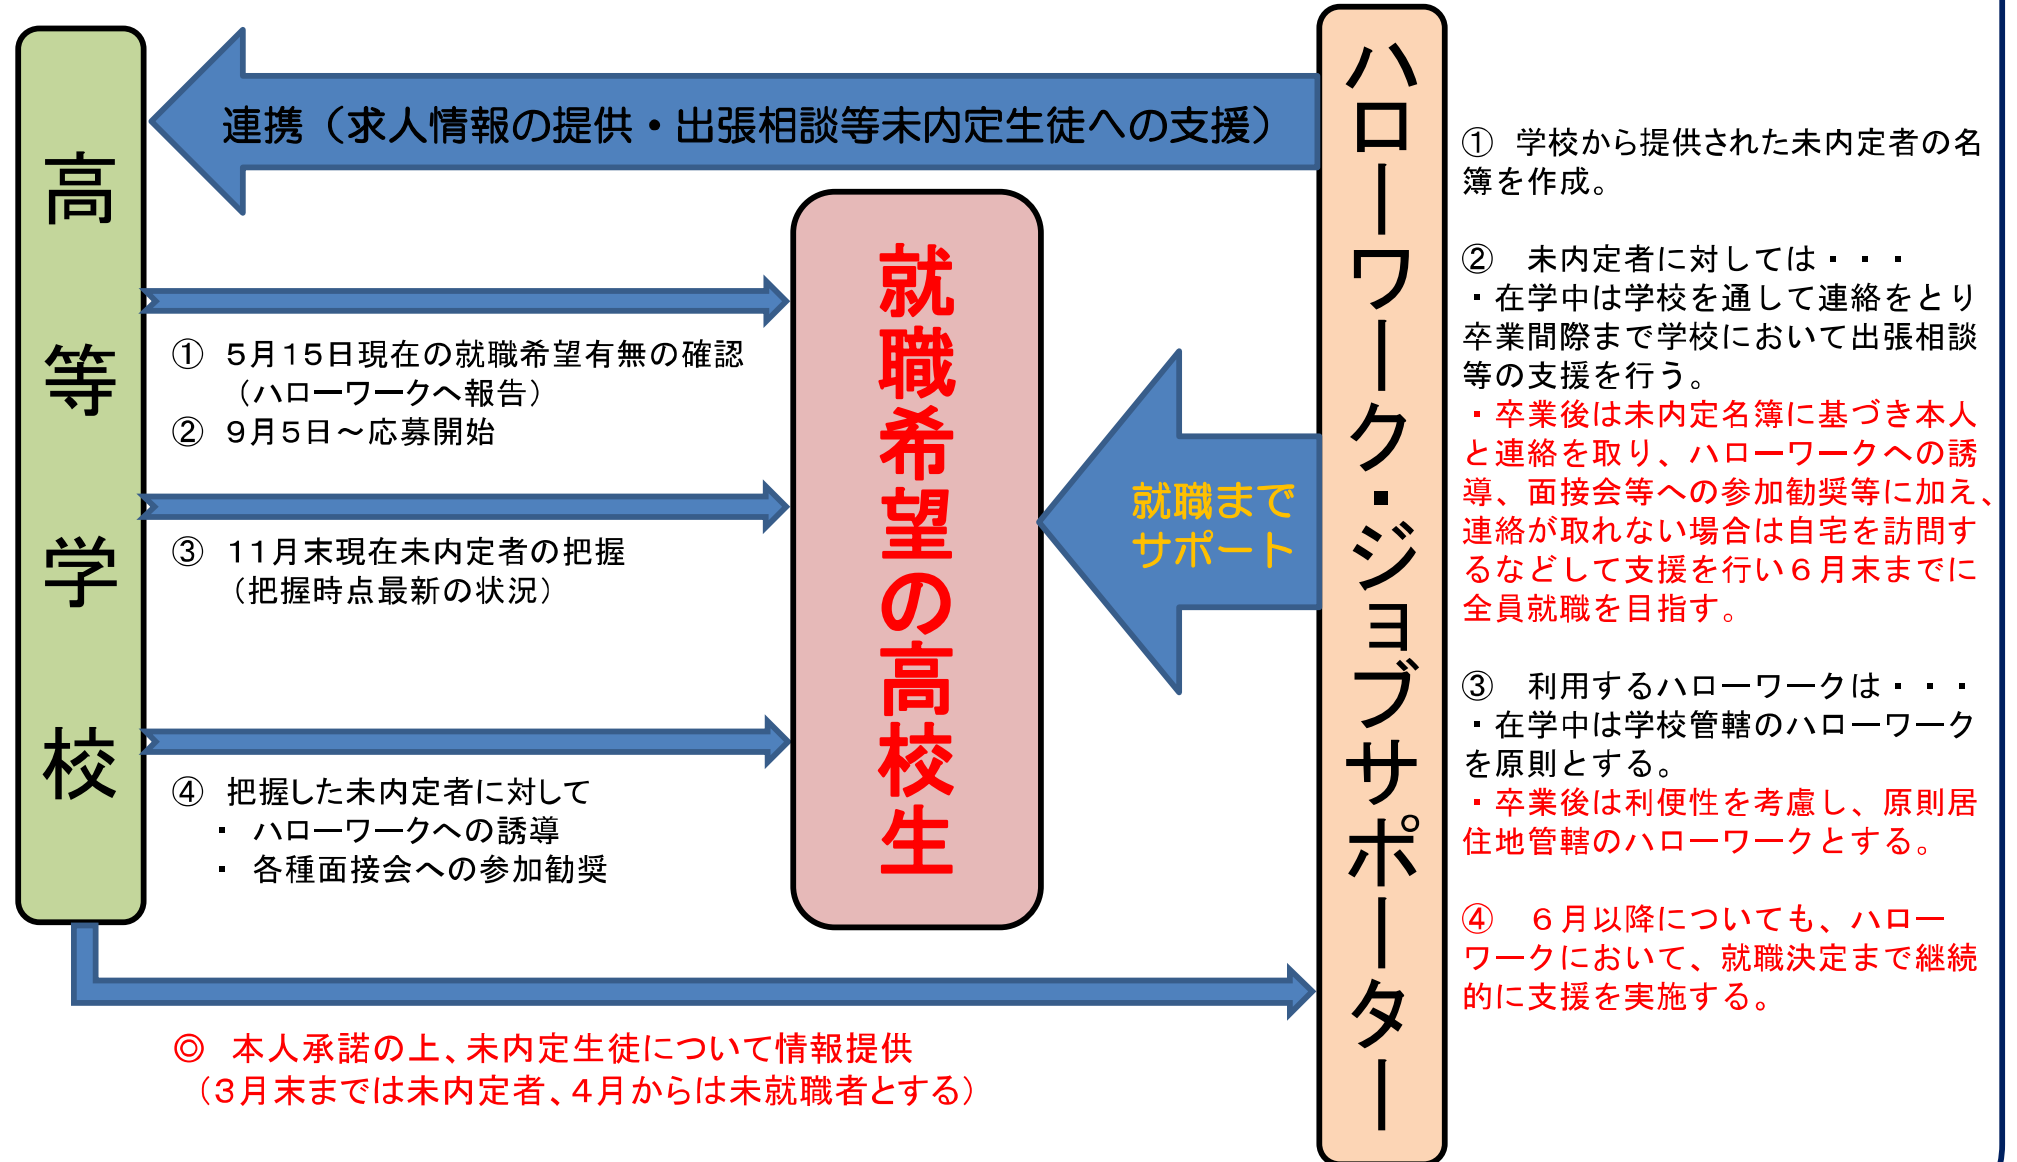 高等学校
連携（求人情報の提供・出張相談等未内定生徒への支援）
① 5月15日現在の就職希望有無の確認
（ハローワークへ報告）
② 9月5日～応募開始
③ 11月末現在未内定者の把握
（把握時点最新の状況）
④ 把握した未内定者に対して
・ ハローワークへの誘導
・ 各種面接会への参加勧奨
就職希望の高校生
就職まで
サポート
ハローワーク・ジョブサポーター
① 学校から提供された未内定者の名
簿を作成。
② 未内定者に対しては・・・
・在学中は学校を通して連絡をとり
卒業間際まで学校において出張相談
等の支援を行う。
・卒業後は未内定名簿に基づき本人
と連絡を取り、ハローワークへの誘
導、面接会等への参加勧奨等に加え、
連絡が取れない場合は自宅を訪問す
るなどして支援を行い６月末までに
全員就職を目指す。
③ 利用するハローワークは・・・
・在学中は学校管轄のハローワーク
を原則とする。
・卒業後は利便性を考慮し、原則居
住地管轄のハローワークとする。
④ ６月以降についても、ハロー
ワークにおいて、就職決定まで継続
的に支援を実施する。
◎ 本人承諾の上、未内定生徒について情報提供
（3月末までは未内定者、4月からは未就職者とする）